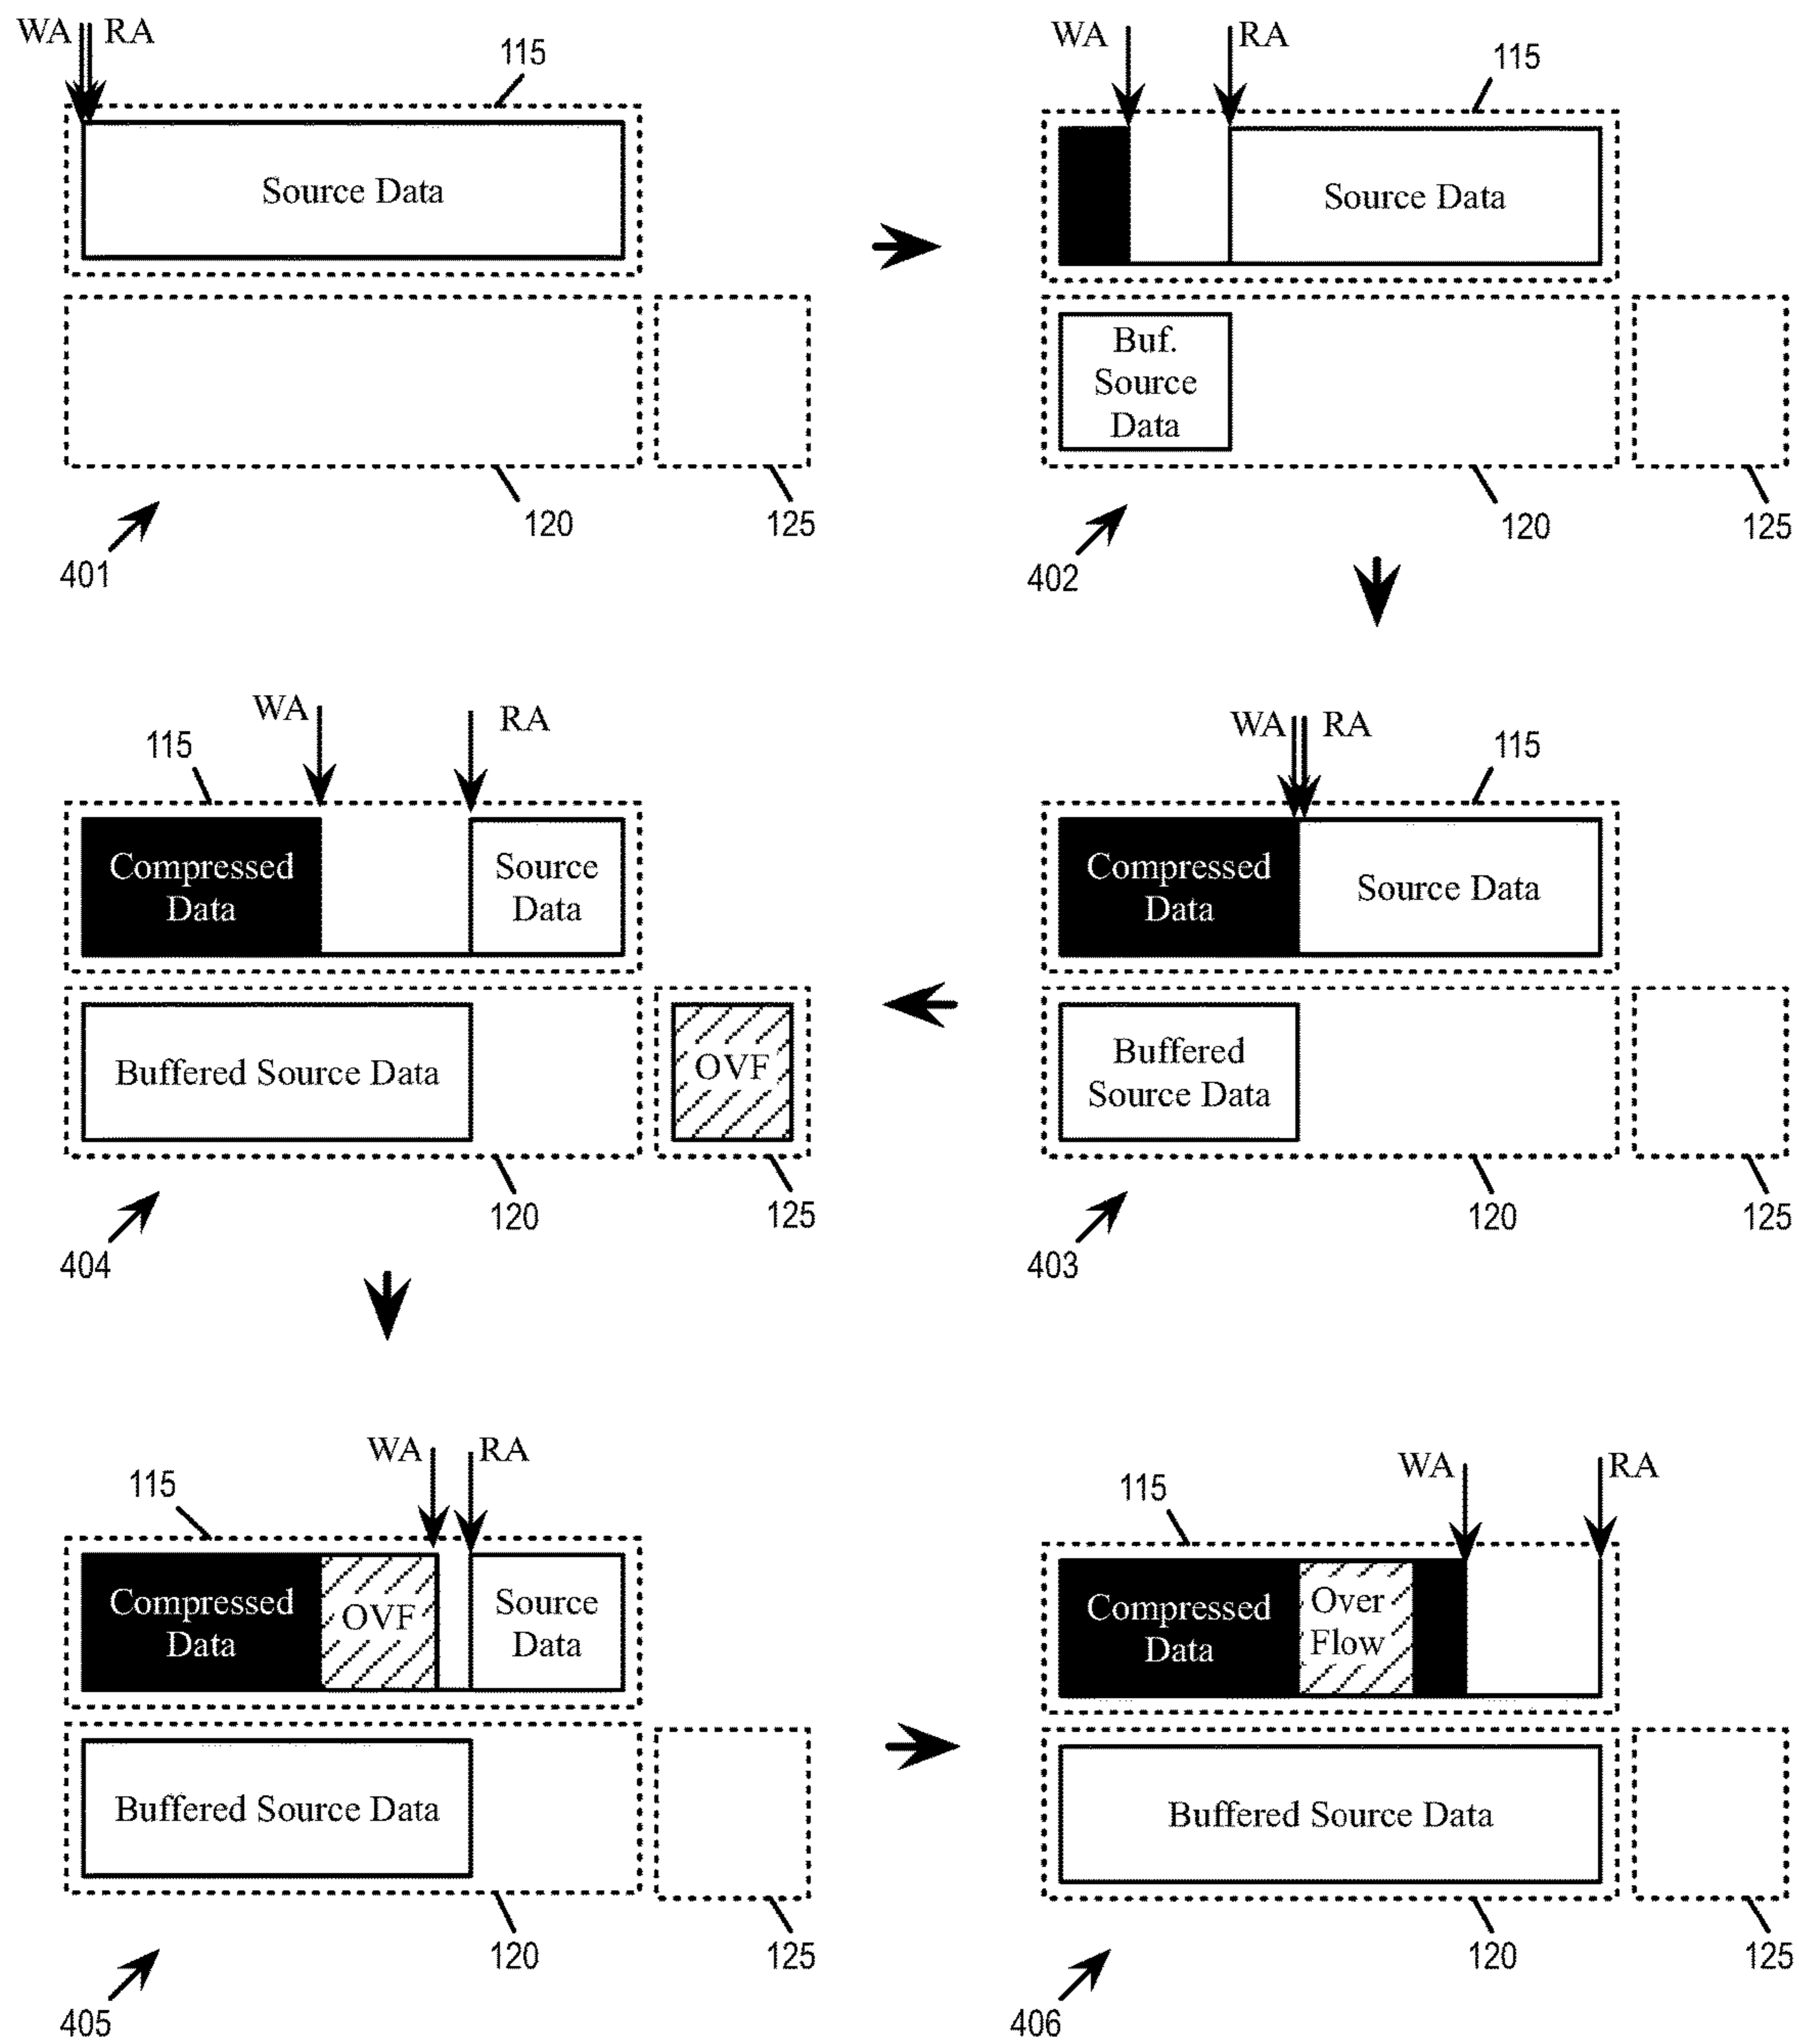 WA RA
115
Source Data
120
125
401
WA RA
115
Source Data
Buf.
Source
Data
120
125
402
WA RA
115
Compressed
Data
Source
Data
Buffered Source Data
OVF
120
125
404
WA RA
115
Compressed
Data
Source Data
Buffered
Source Data
120
125
403
WA RA
115
Compressed
Data
OVF
Source
Data
Buffered Source Data
120
125
405
WA RA
115
Compressed
Data
Over
Flow
Buffered Source Data
120
125
406